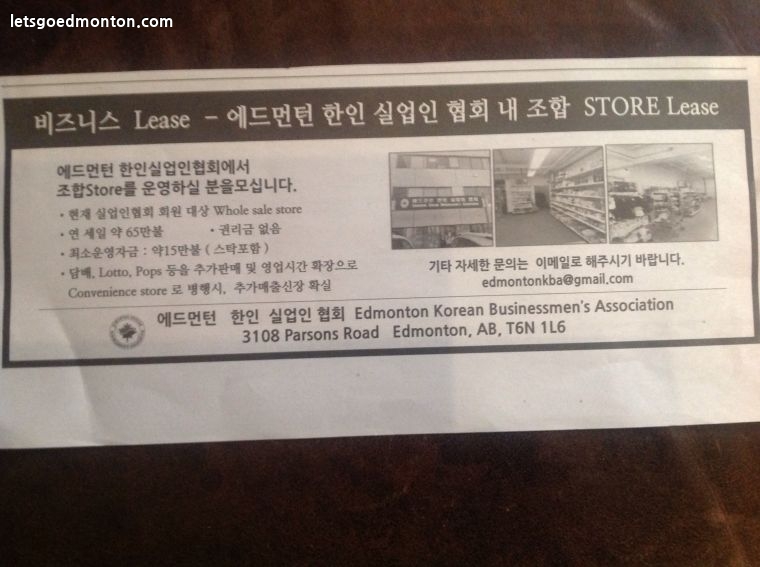 letsgoedmonton.com
비즈니스 Lease - 에드먼턴 한인 실업인 협회 내 조합 STORE Lease
에드먼턴 한인실업인협회에서
조합Store를 운영하실 분을모십니다.
· 현재 실업인협회 회원 대상 Whole sale store
· 연 세일 약 65만불 · 권리금 없음
· 최소운영자금 : 약15만불 ( 스탁포함 )
· 담배, Lotto, Pops 등을 추가판매 및 영업시간 확장으로
Convenience store 로 병행시, 추가매출신장 확실
기타 자세한 문의는 이메일로 해주시기 바랍니다.
edmontonkba@gmail.com
에드먼턴 한인 실업인 협회 Edmonton Korean Businessmen's Association
3108 Parsons Road Edmonton, AB, T6N 1L6